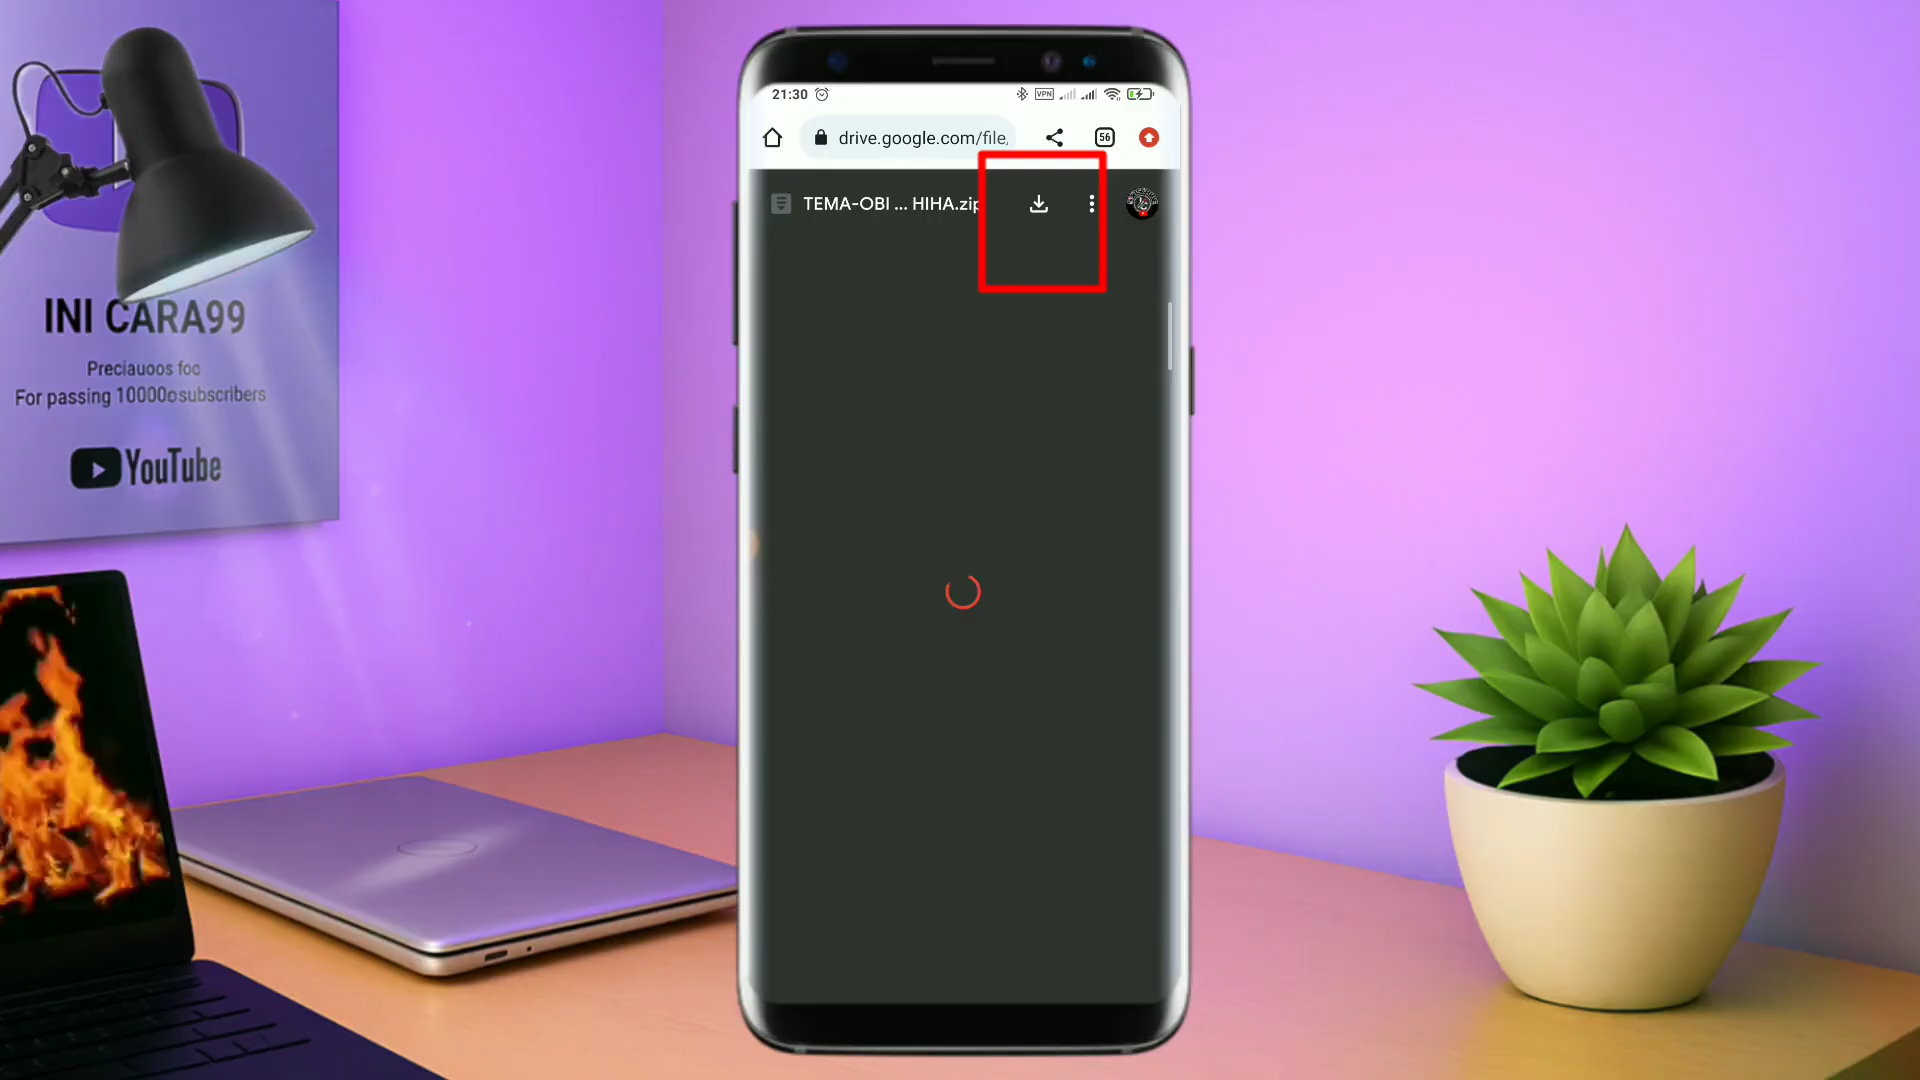 INI CARA99
Preciauoos foo
For passing 10000osubscribers
YouTube
21:30
VPN
drive.google.com/file,
56
TEMA-OBI ... HIHA.zip